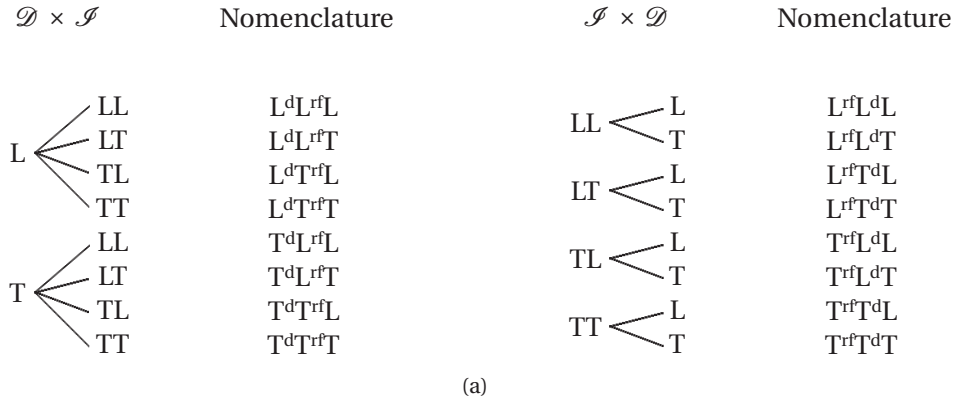 𝒟 × ℐ Nomenclature ℐ × 𝒟 Nomenclature
L
LL LᵈLʳᶠL
LT LᵈLʳᶠT
TL LᵈTʳᶠL
TT LᵈTʳᶠT
T
LL TᵈLʳᶠL
LT TᵈLʳᶠT
TL TᵈTʳᶠL
TT TᵈTʳᶠT
LL
L LʳᶠLᵈL
T LʳᶠLᵈT
LT
L LʳᶠTᵈL
T LʳᶠTᵈT
TL
L TʳᶠLᵈL
T TʳᶠLᵈT
TT
L TʳᶠTᵈL
T TʳᶠTᵈT
(a)